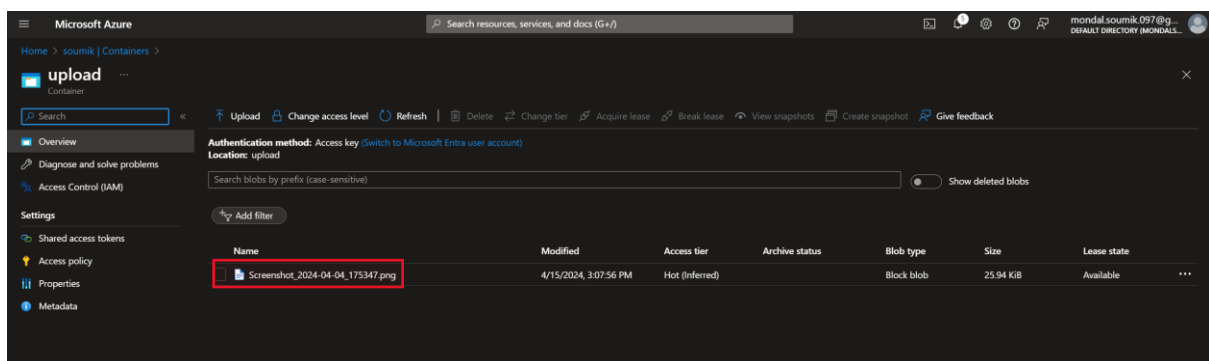 Microsoft Azure
Search resources, services, and docs (G+/)
mondal.soumik.097@g...
DEFAULT DIRECTORY (MONDALS...
Home > soumik | Containers >
upload ...
Container
Search
«
Upload Change access level Refresh | Delete Change tier Acquire lease Break lease View snapshots Create snapshot Give feedback
Overview
Diagnose and solve problems
Access Control (IAM)
Settings
Shared access tokens
Access policy
Properties
Metadata
Authentication method: Access key (Switch to Microsoft Entra user account)
Location: upload
Search blobs by prefix (case-sensitive)
Show deleted blobs
Add filter
Name Modified Access tier Archive status Blob type Size Lease state
Screenshot_2024-04-04_175347.png 4/15/2024, 3:07:56 PM Hot (Inferred) Block blob 25.94 KiB Available ...